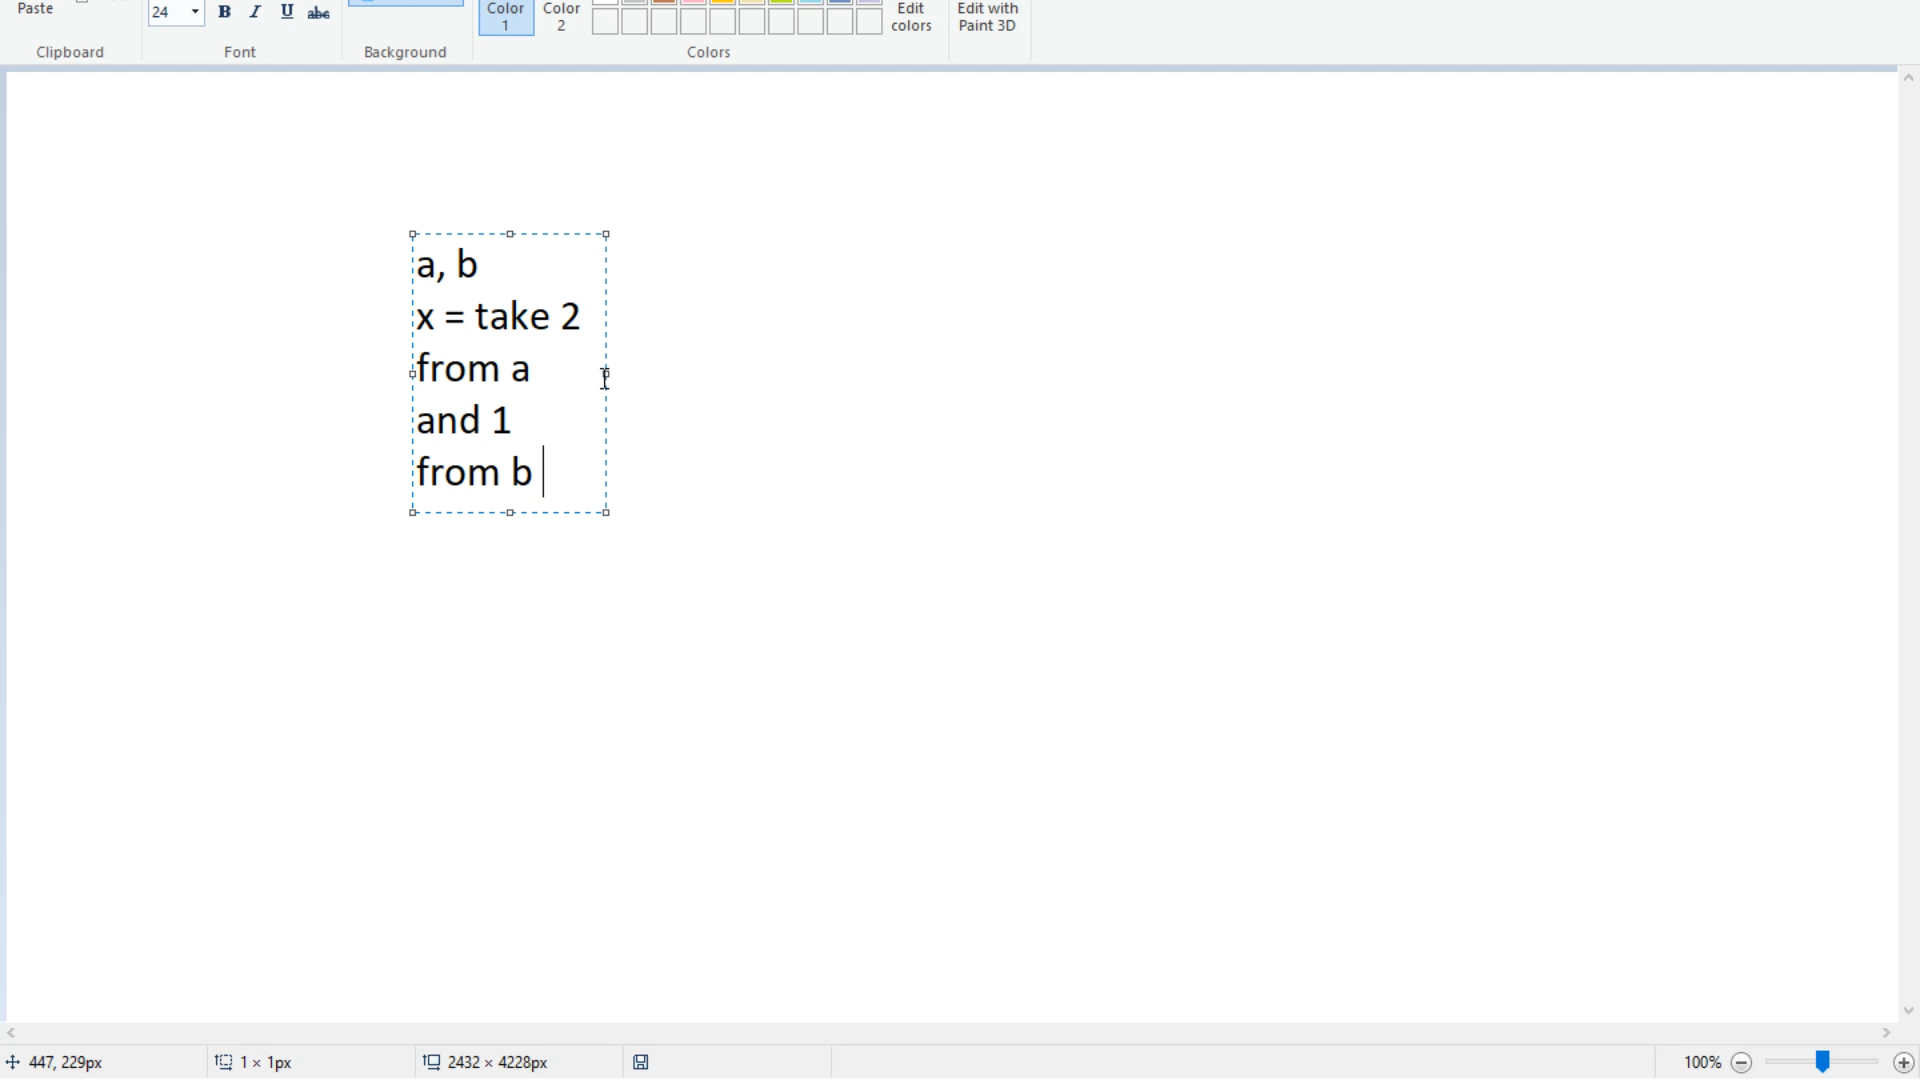 Paste
24
B I U abc
Color
1
Color
2
Edit
colors
Edit with
Paint 3D
Clipboard
Font
Background
Colors
a, b
x = take 2
from a
and 1
from b
447, 229px
1 × 1px
2432 × 4228px
100%